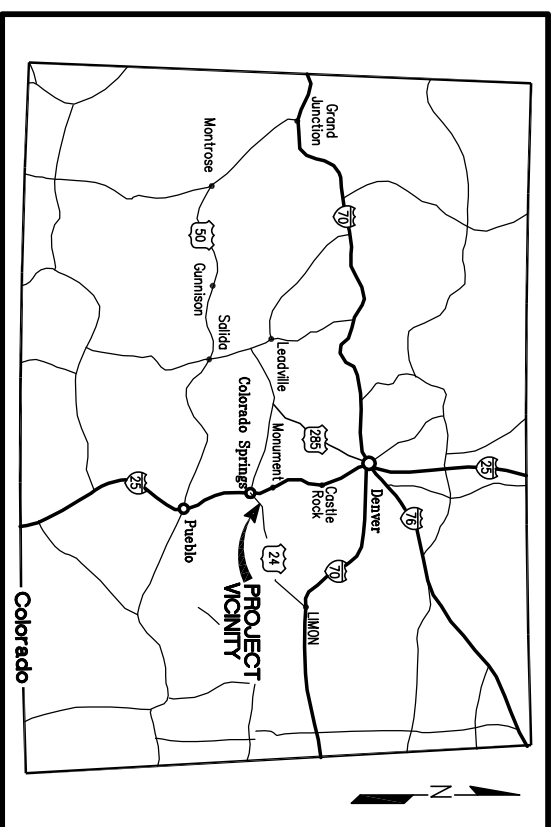 Grand
Junction
Montrose
70
50
Gunnison
Salida
Leadville
Colorado Springs
Monument
285
25
Denver
Castle
Rock
76
25
Pueblo
24
70
LIMON
PROJECT
VICINITY
Colorado
N